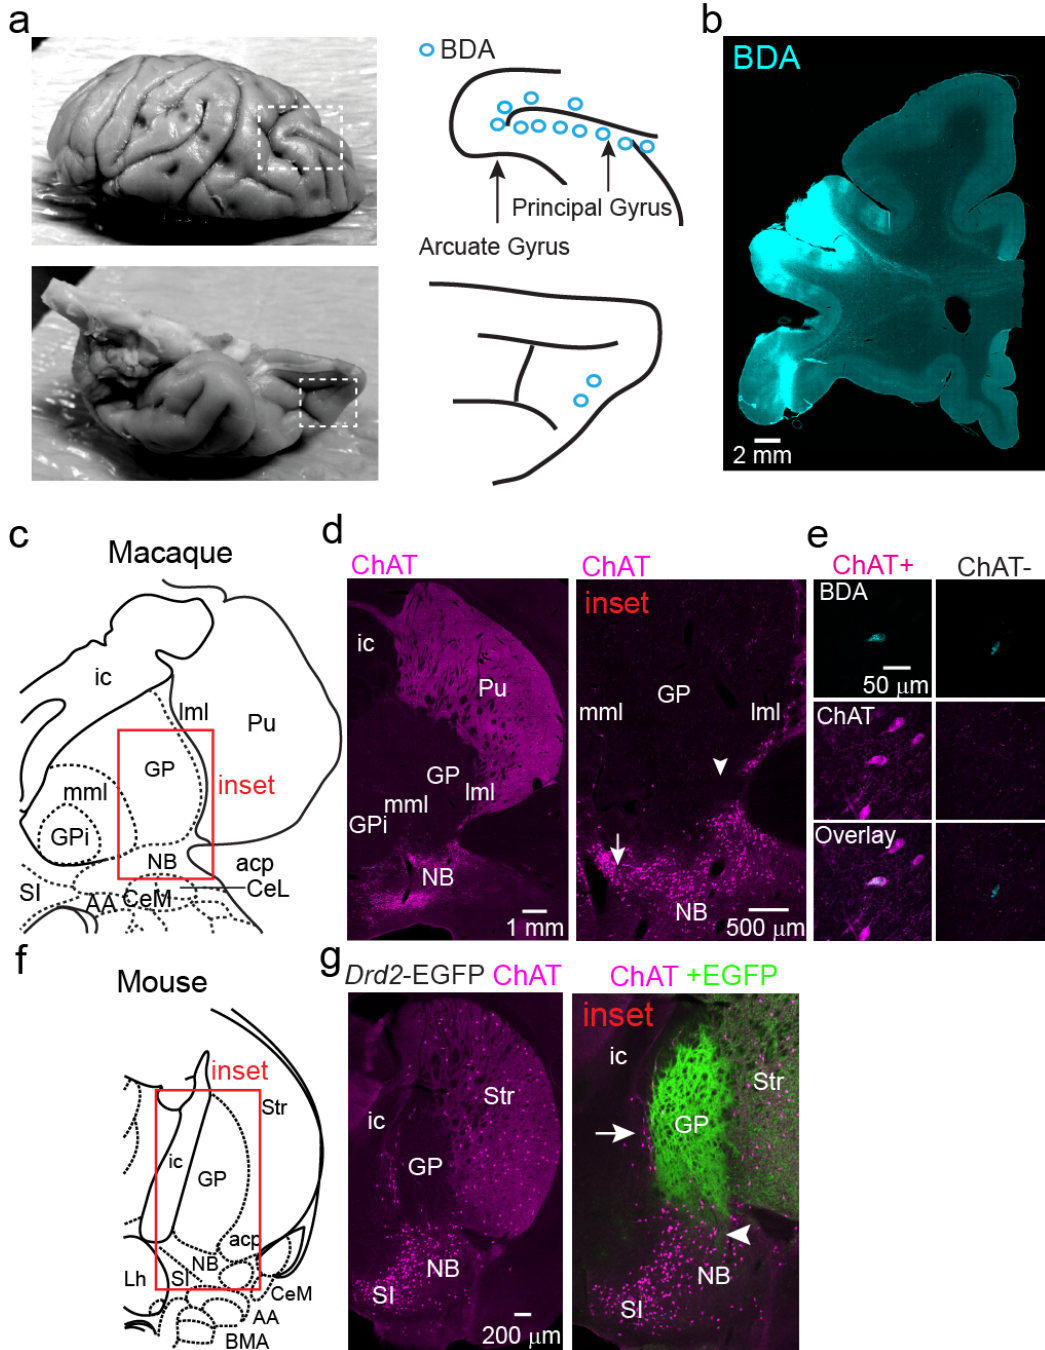 a
BDA
Principal Gyrus
Arcuate Gyrus
b
BDA
2 mm
c
Macaque
ic
lml
Pu
GP
inset
mml
GPi
NB
acp
SI
AA
CeM
CeL
d
ChAT
ic
Pu
GP
mml
lml
GPi
NB
1 mm
ChAT
inset
GP
mml
lml
NB
500 μm
e
ChAT+
ChAT-
BDA
50 μm
ChAT
Overlay
f
Mouse
inset
Str
ic
GP
acp
NB
Lh
SI
CeM
AA
BMA
g
Drd2-EGFP ChAT
ic
Str
GP
NB
SI
200 μm
ChAT +EGFP
inset
ic
Str
GP
NB
SI